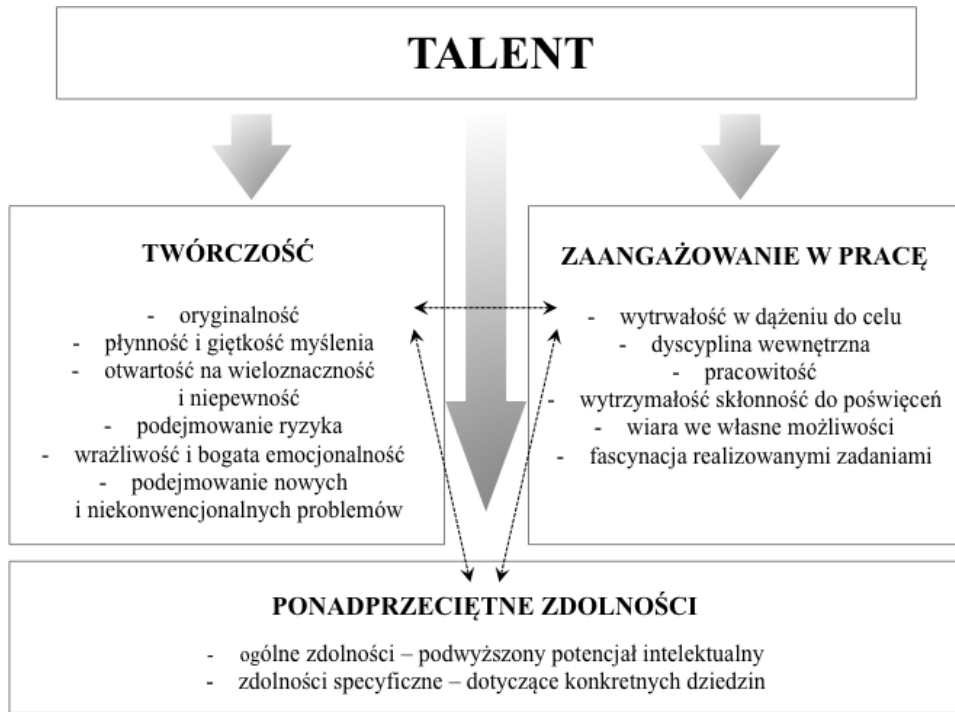 TALENT
TWÓRCZOŚĆ
- oryginalność
- płynność i giętkość myślenia
- otwartość na wieloznaczność
i niepewność
- podejmowanie ryzyka
- wrażliwość i bogata emocjonalność
- podejmowanie nowych
i niekonwencjonalnych problemów
ZAANGAŻOWANIE W PRACĘ
- wytrwałość w dążeniu do celu
- dyscyplina wewnętrzna
- pracowitość
- wytrzymałość skłonność do poświęceń
- wiara we własne możliwości
- fascynacja realizowanymi zadaniami
PONADPRZECIĘTNE ZDOLNOŚCI
- ogólne zdolności – podwyższony potencjał intelektualny
- zdolności specyficzne – dotyczące konkretnych dziedzin